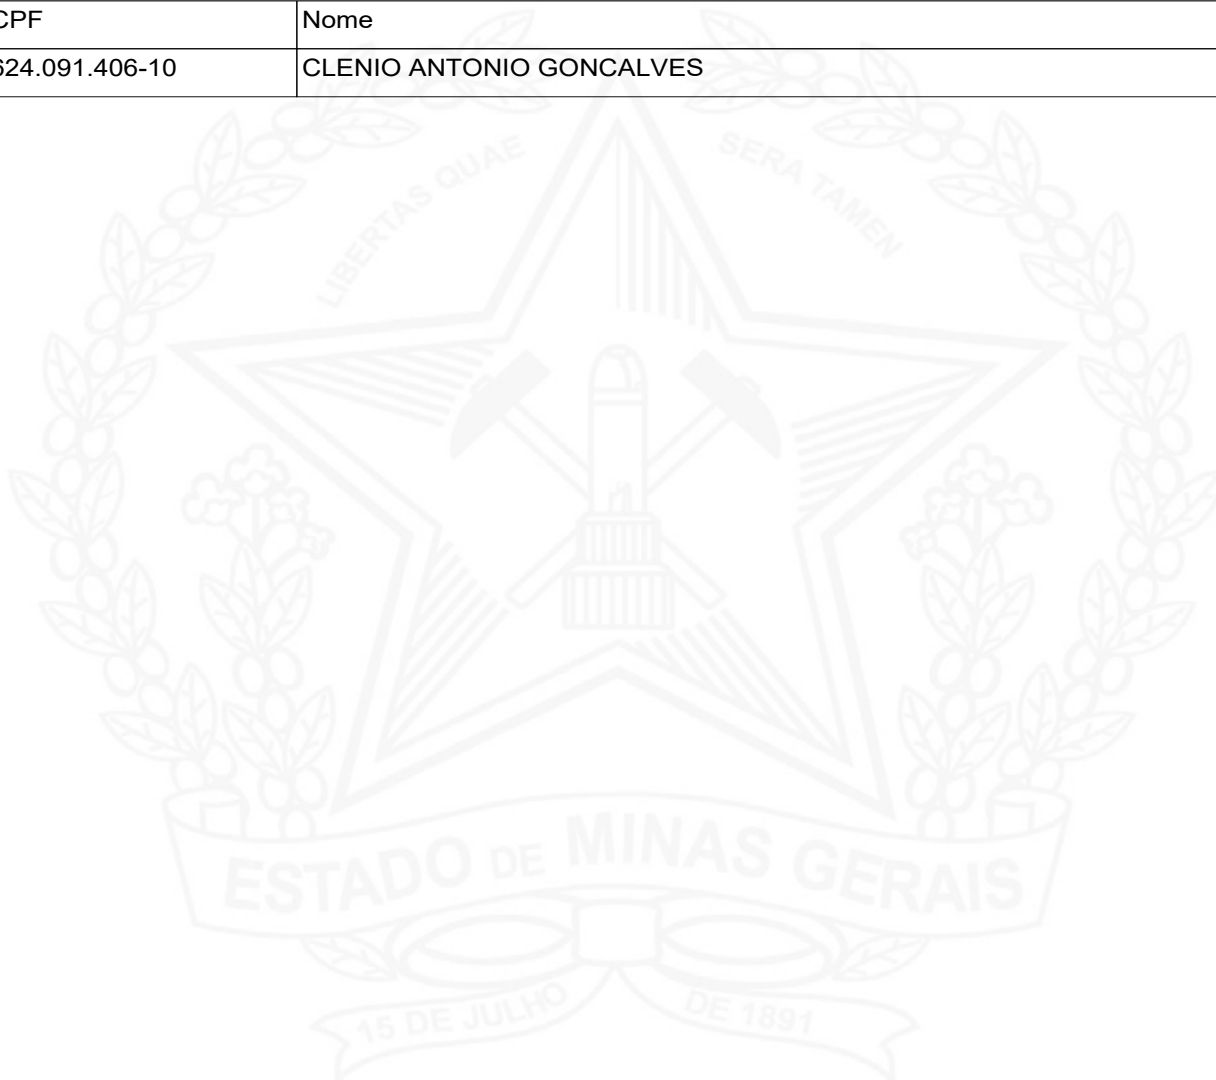 CPF Nome
624.091.406-10 CLENIO ANTONIO GONCALVES
LIBERTAS QUAE SERA TAMEN
ESTADO DE MINAS GERAIS
15 DE JULHO DE 1891